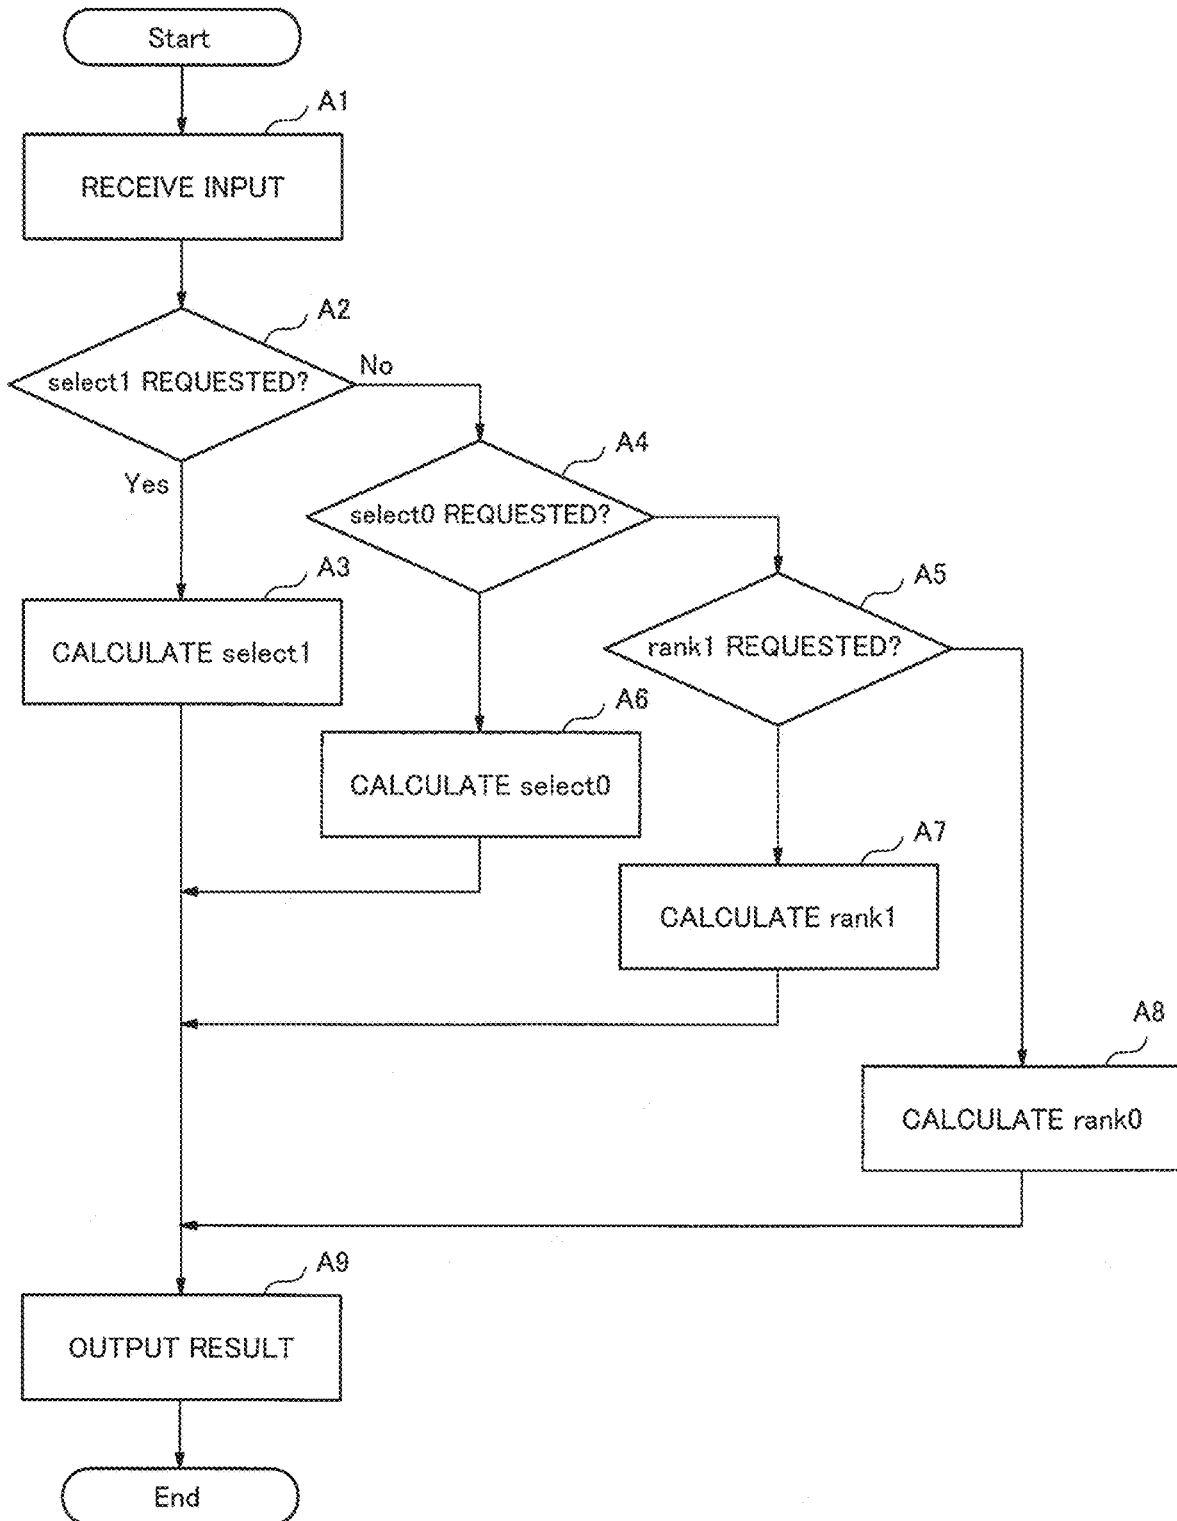 Start
A1
RECEIVE INPUT
A2
select1 REQUESTED?
No
Yes
A4
select0 REQUESTED?
A3
CALCULATE select1
A5
rank1 REQUESTED?
A6
CALCULATE select0
A7
CALCULATE rank1
A8
CALCULATE rank0
A9
OUTPUT RESULT
End